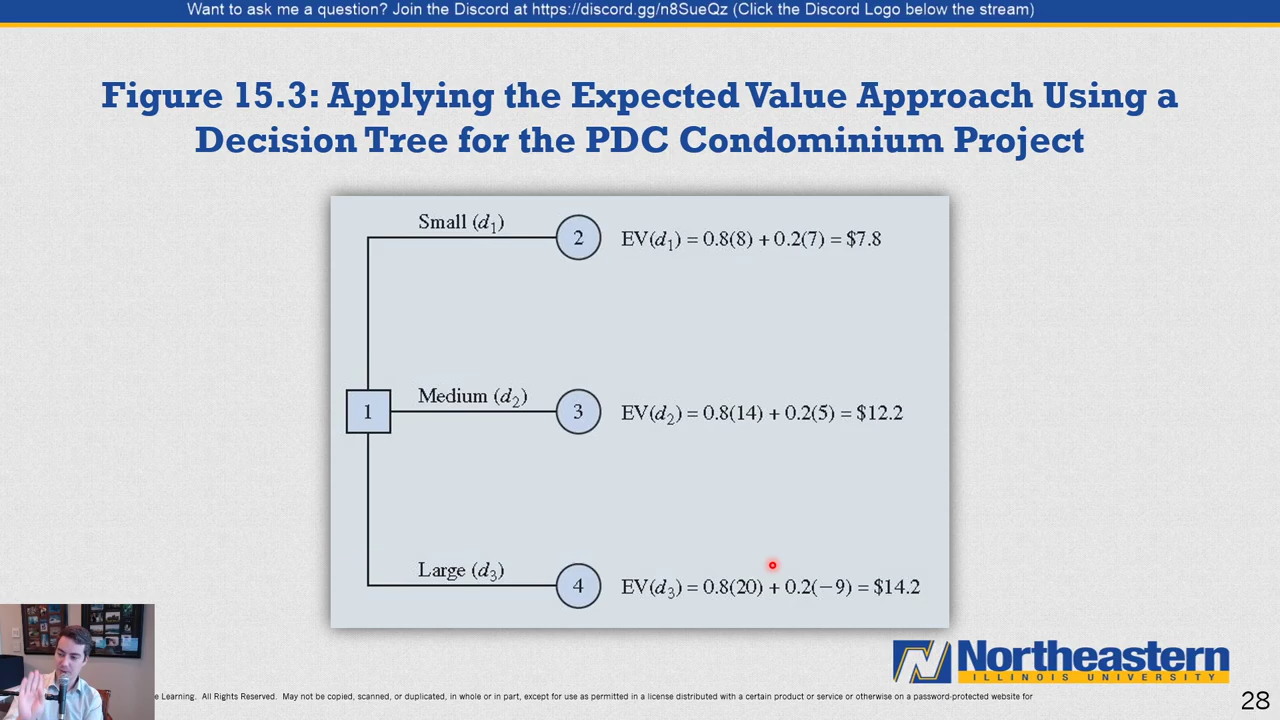 Want to ask me a question? Join the Discord at https://discord.gg/n8SueQz (Click the Discord Logo below the stream)
Figure 15.3: Applying the Expected Value Approach Using a
Decision Tree for the PDC Condominium Project
Small (d₁)
2
EV(d₁) = 0.8(8) + 0.2(7) = $7.8
1
Medium (d₂)
3
EV(d₂) = 0.8(14) + 0.2(5) = $12.2
Large (d₃)
4
EV(d₃) = 0.8(20) + 0.2(−9) = $14.2
Northeastern
ILLINOIS UNIVERSITY
Learning. All Rights Reserved. May not be copied, scanned, or duplicated, in whole or in part, except for use as permitted in a license distributed with a certain product or service or otherwise on a password-protected website for
28